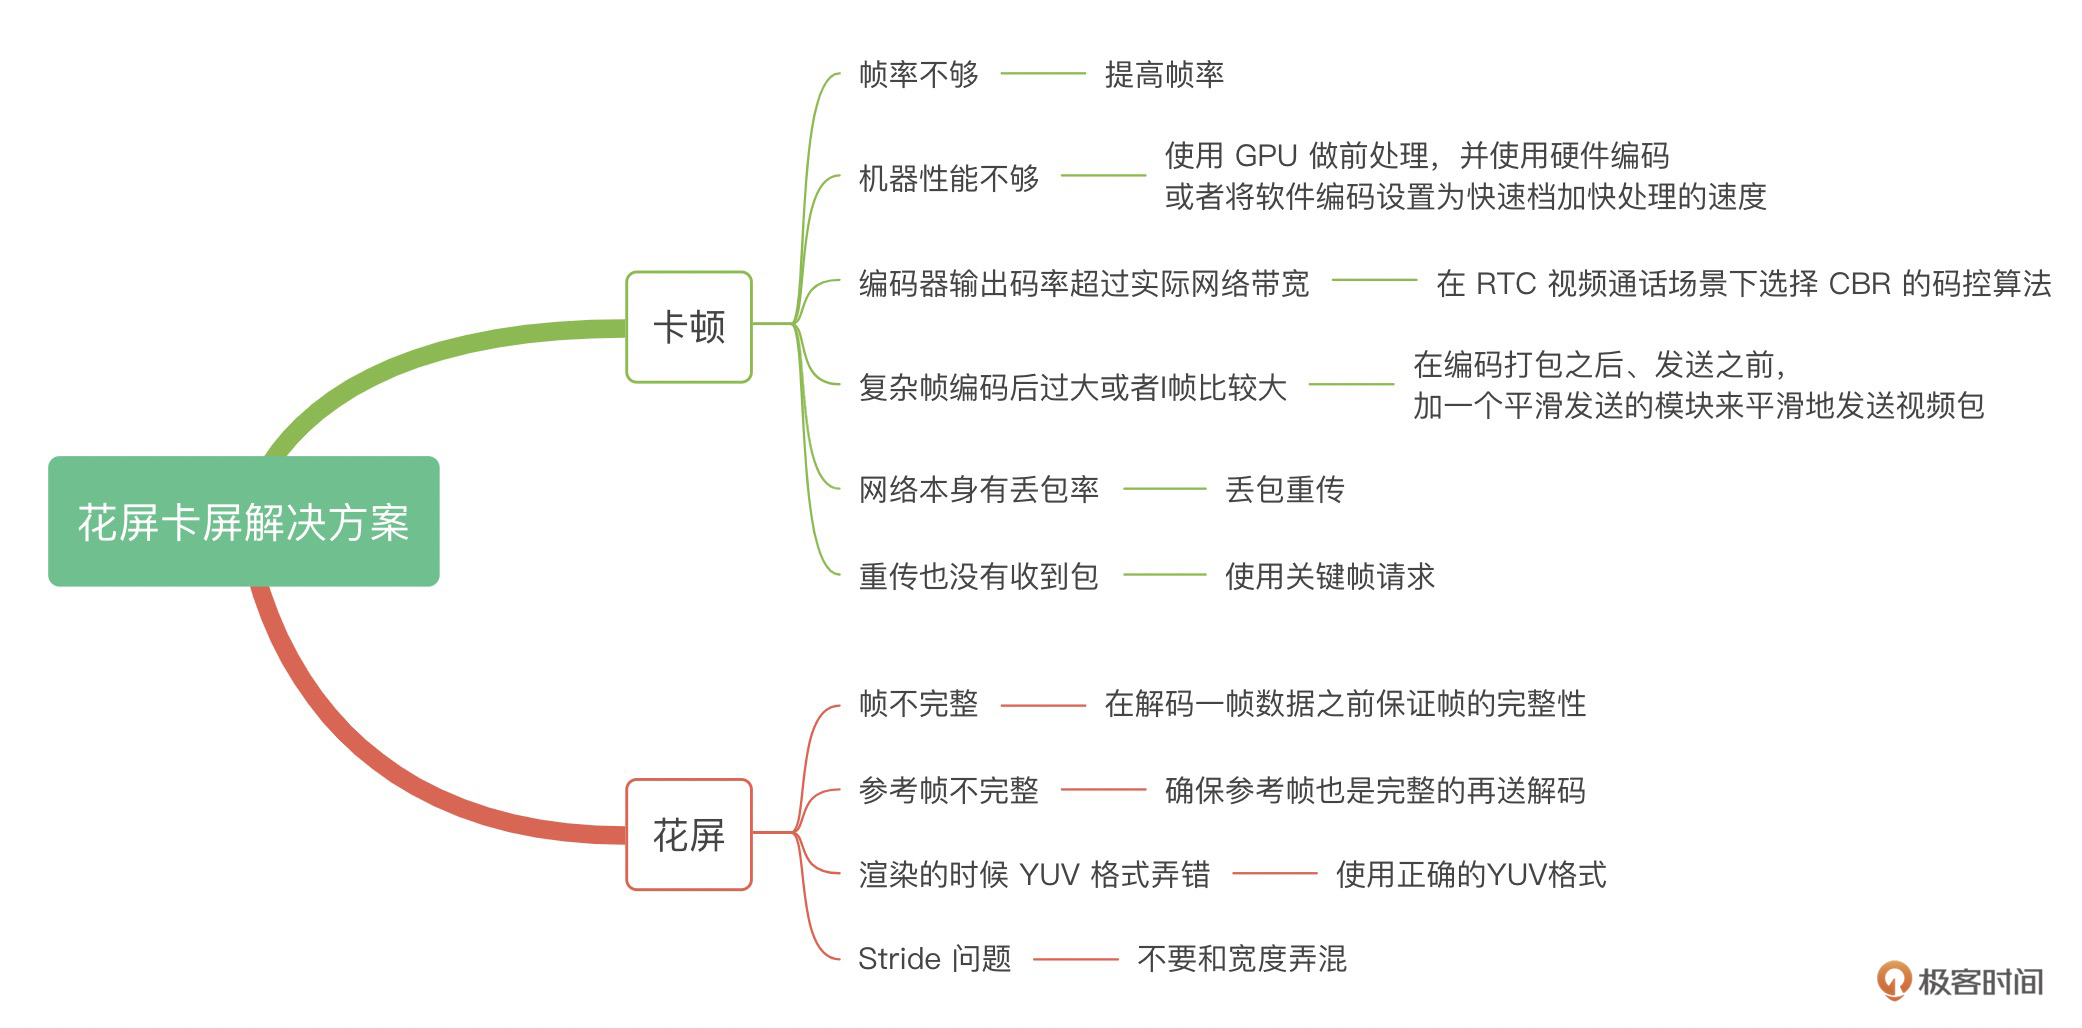 花屏卡屏解决方案
卡顿
帧率不够
提高帧率
机器性能不够
使用 GPU 做前处理，并使用硬件编码
或者将软件编码设置为快速档加快处理的速度
编码器输出码率超过实际网络带宽
在 RTC 视频通话场景下选择 CBR 的码控算法
复杂帧编码后过大或者I帧比较大
在编码打包之后、发送之前，
加一个平滑发送的模块来平滑地发送视频包
网络本身有丢包率
丢包重传
重传也没有收到包
使用关键帧请求
花屏
帧不完整
在解码一帧数据之前保证帧的完整性
参考帧不完整
确保参考帧也是完整的再送解码
渲染的时候 YUV 格式弄错
使用正确的YUV格式
Stride 问题
不要和宽度弄混
极客时间